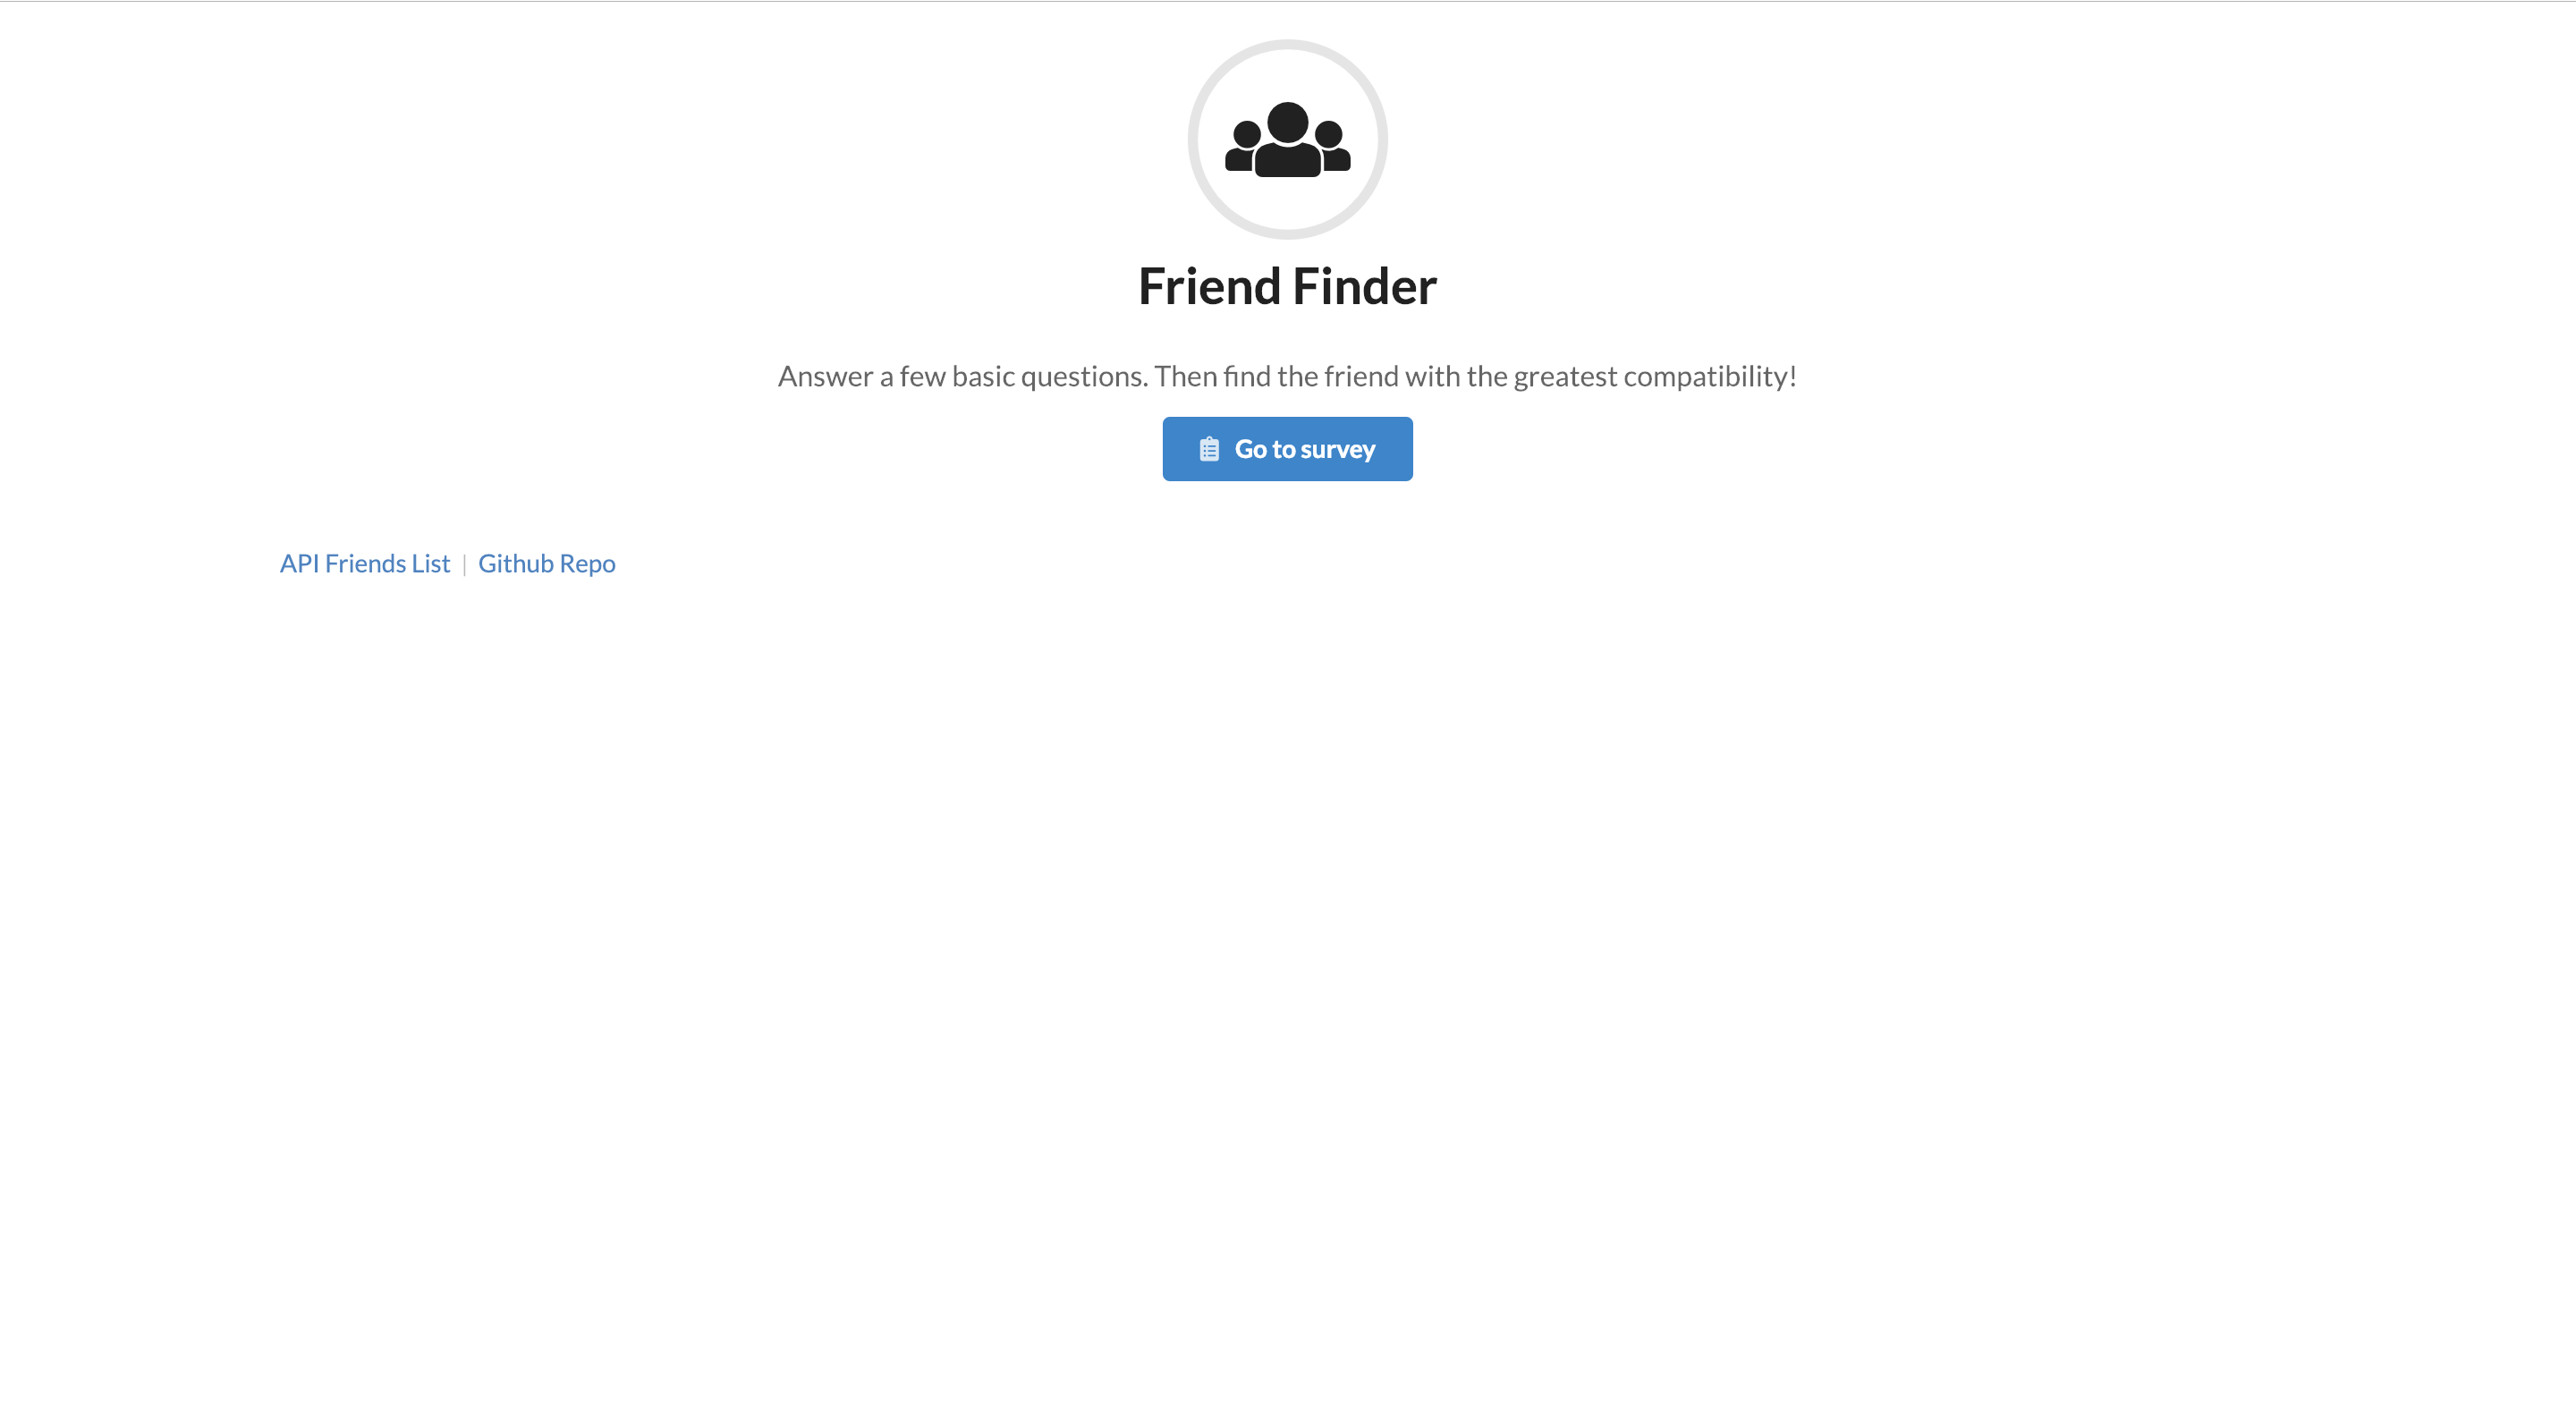 Friend Finder
Answer a few basic questions. Then find the friend with the greatest compatibility!
Go to survey
API Friends List | Github Repo